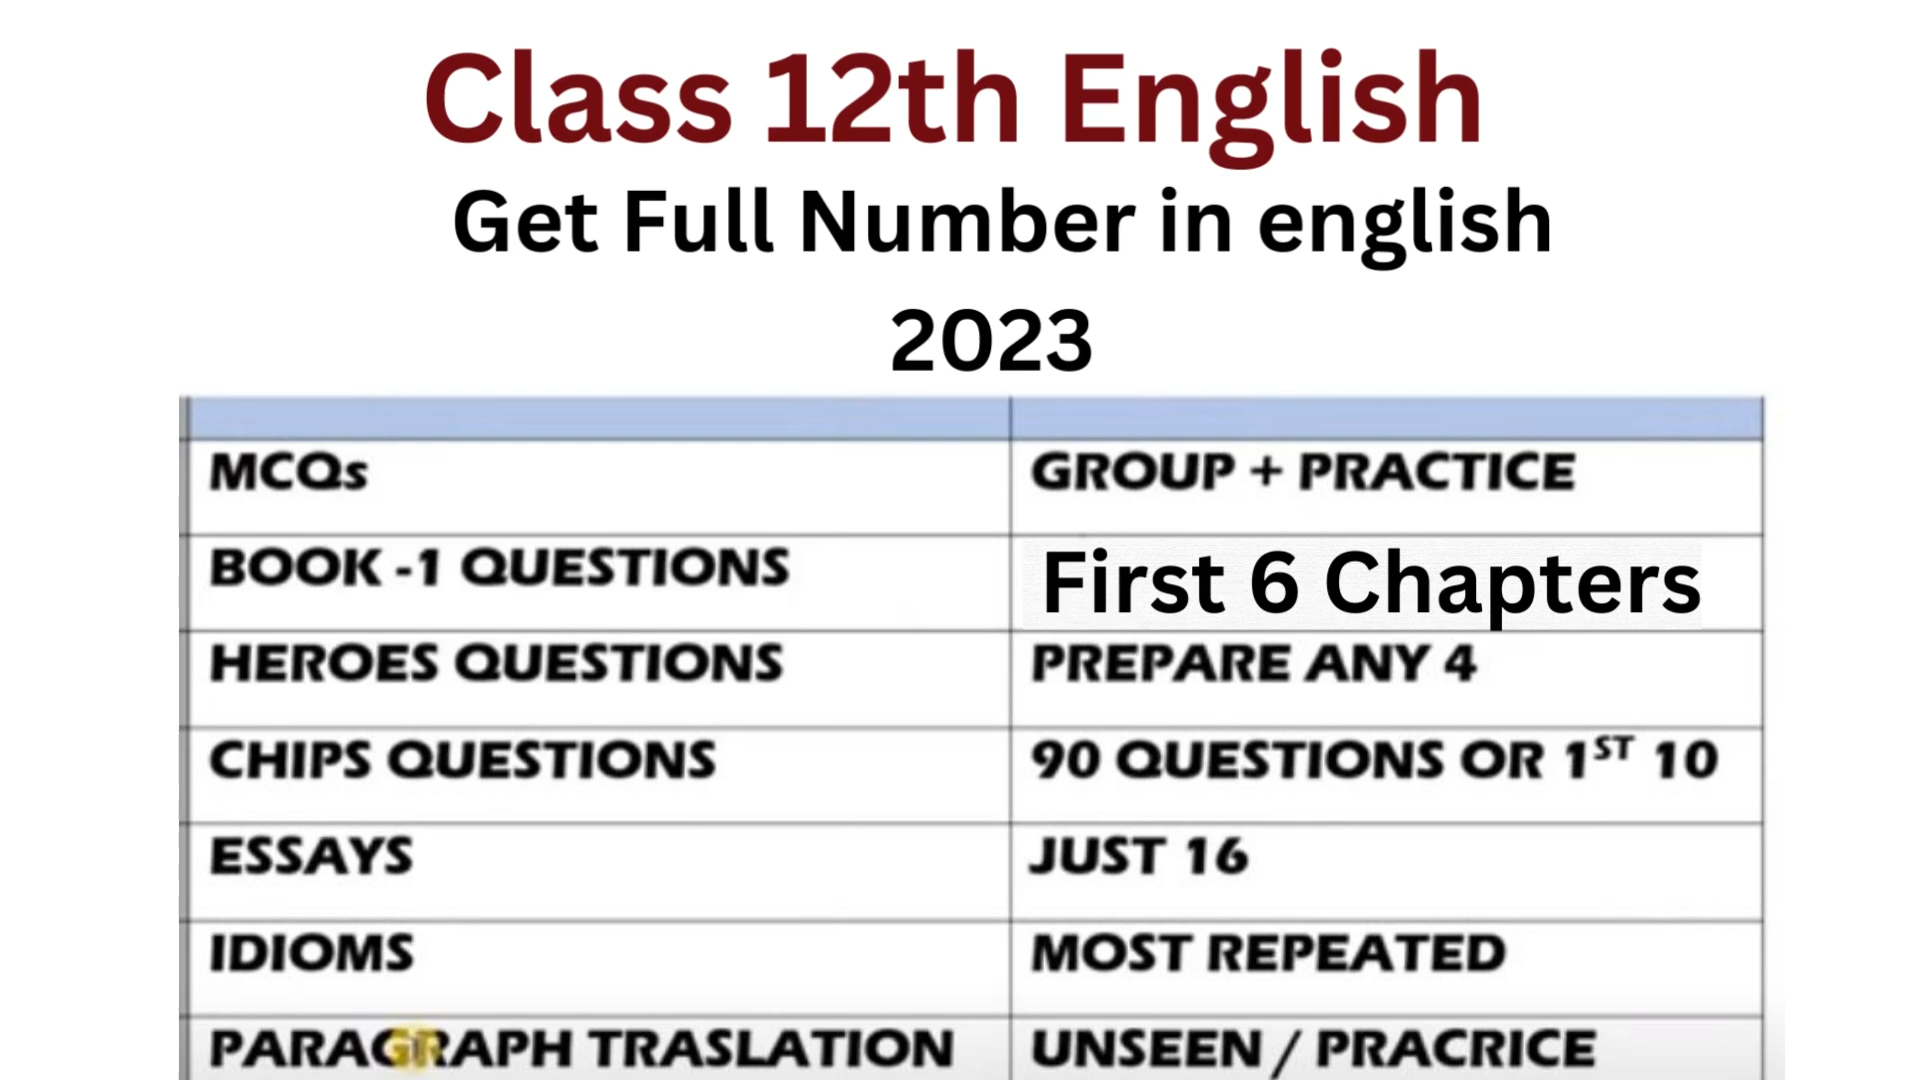 Class 12th English
Get Full Number in english
2023
MCQs GROUP + PRACTICE
BOOK -1 QUESTIONS First 6 Chapters
HEROES QUESTIONS PREPARE ANY 4
CHIPS QUESTIONS 90 QUESTIONS OR 1ST 10
ESSAYS JUST 16
IDIOMS MOST REPEATED
PARAGRAPH TRASLATION UNSEEN / PRACRICE